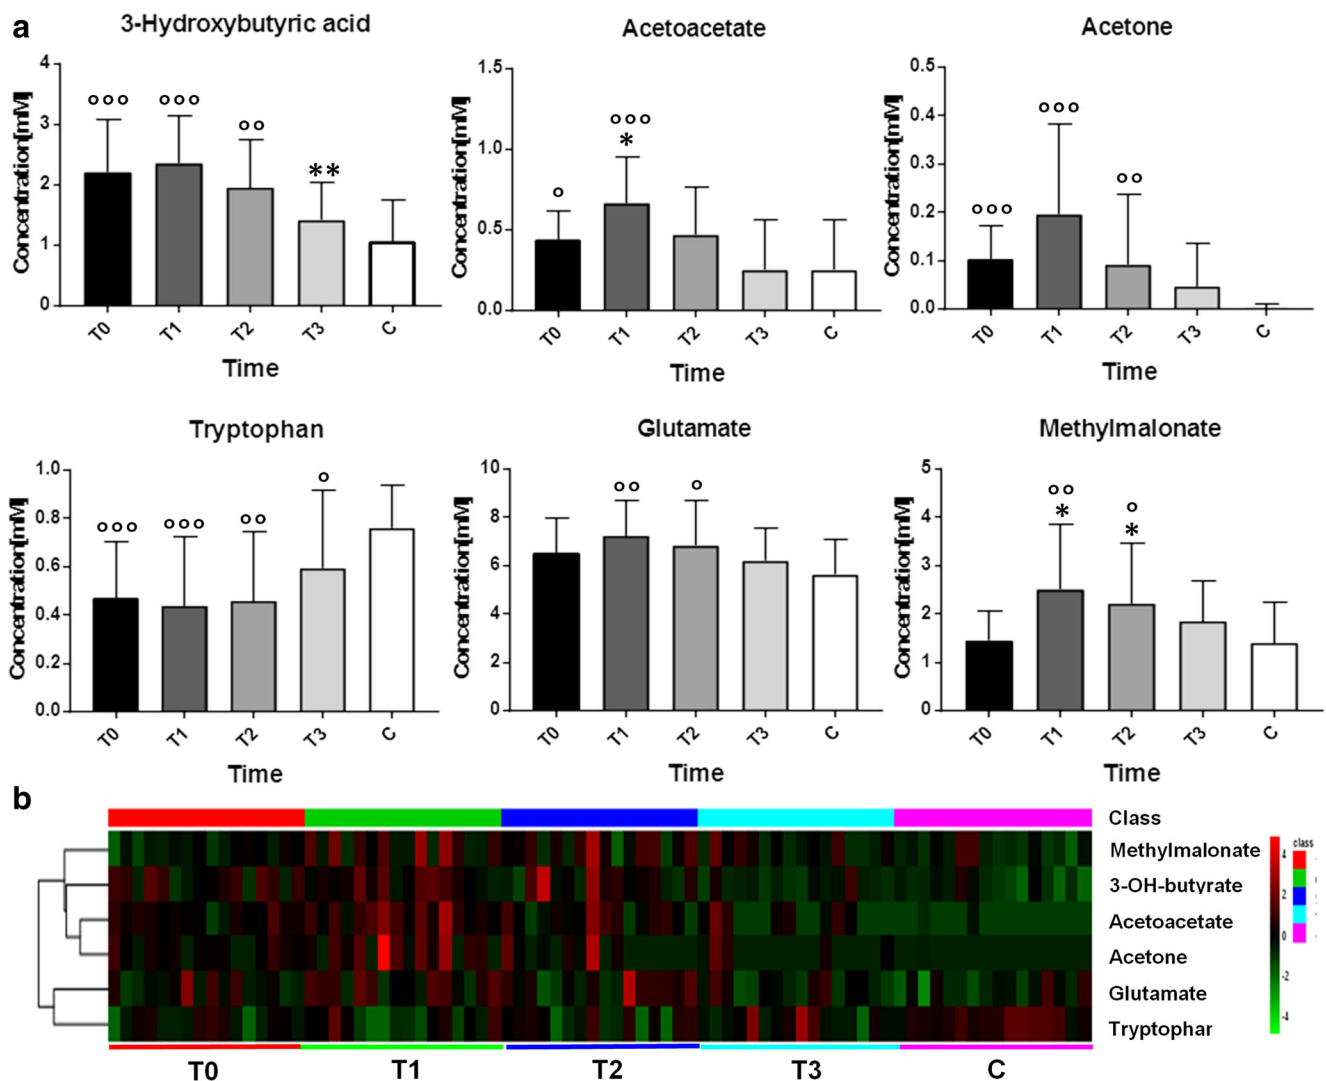 a
3-Hydroxybutyric acid
Concentration[mM]
4
3
2
1
0
°°° °°° °° **
T0 T1 T2 T3 C
Time
Acetoacetate
Concentration[mM]
1.5
1.0
0.5
0.0
° °°° *
T0 T1 T2 T3 C
Time
Acetone
Concentration[mM]
0.5
0.4
0.3
0.2
0.1
0.0
°°° °°° °°
T0 T1 T2 T3 C
Time
Tryptophan
Concentration[mM]
1.0
0.8
0.6
0.4
0.2
0.0
°°° °°° °° °
T0 T1 T2 T3 C
Time
Glutamate
Concentration[mM]
10
8
6
4
2
0
°° °
T0 T1 T2 T3 C
Time
Methylmalonate
Concentration[mM]
5
4
3
2
1
0
°° * ° *
T0 T1 T2 T3 C
Time
b
Class
Methylmalonate
3-OH-butyrate
Acetoacetate
Acetone
Glutamate
Tryptophar
4
2
0
-2
-4
class
T0 T1 T2 T3 C